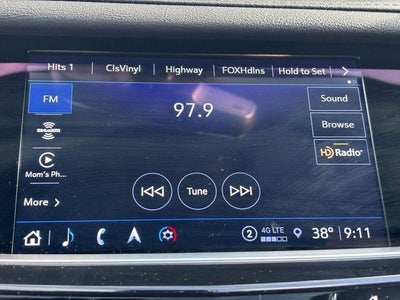 Hits 1 ClsVinyl Highway FOXHdlns Hold to Set
FM
97.9
Sound
SiriusXM
Browse
HD Radio
Mom's Ph...
Tune
More
2 4G LTE 38° 9:11